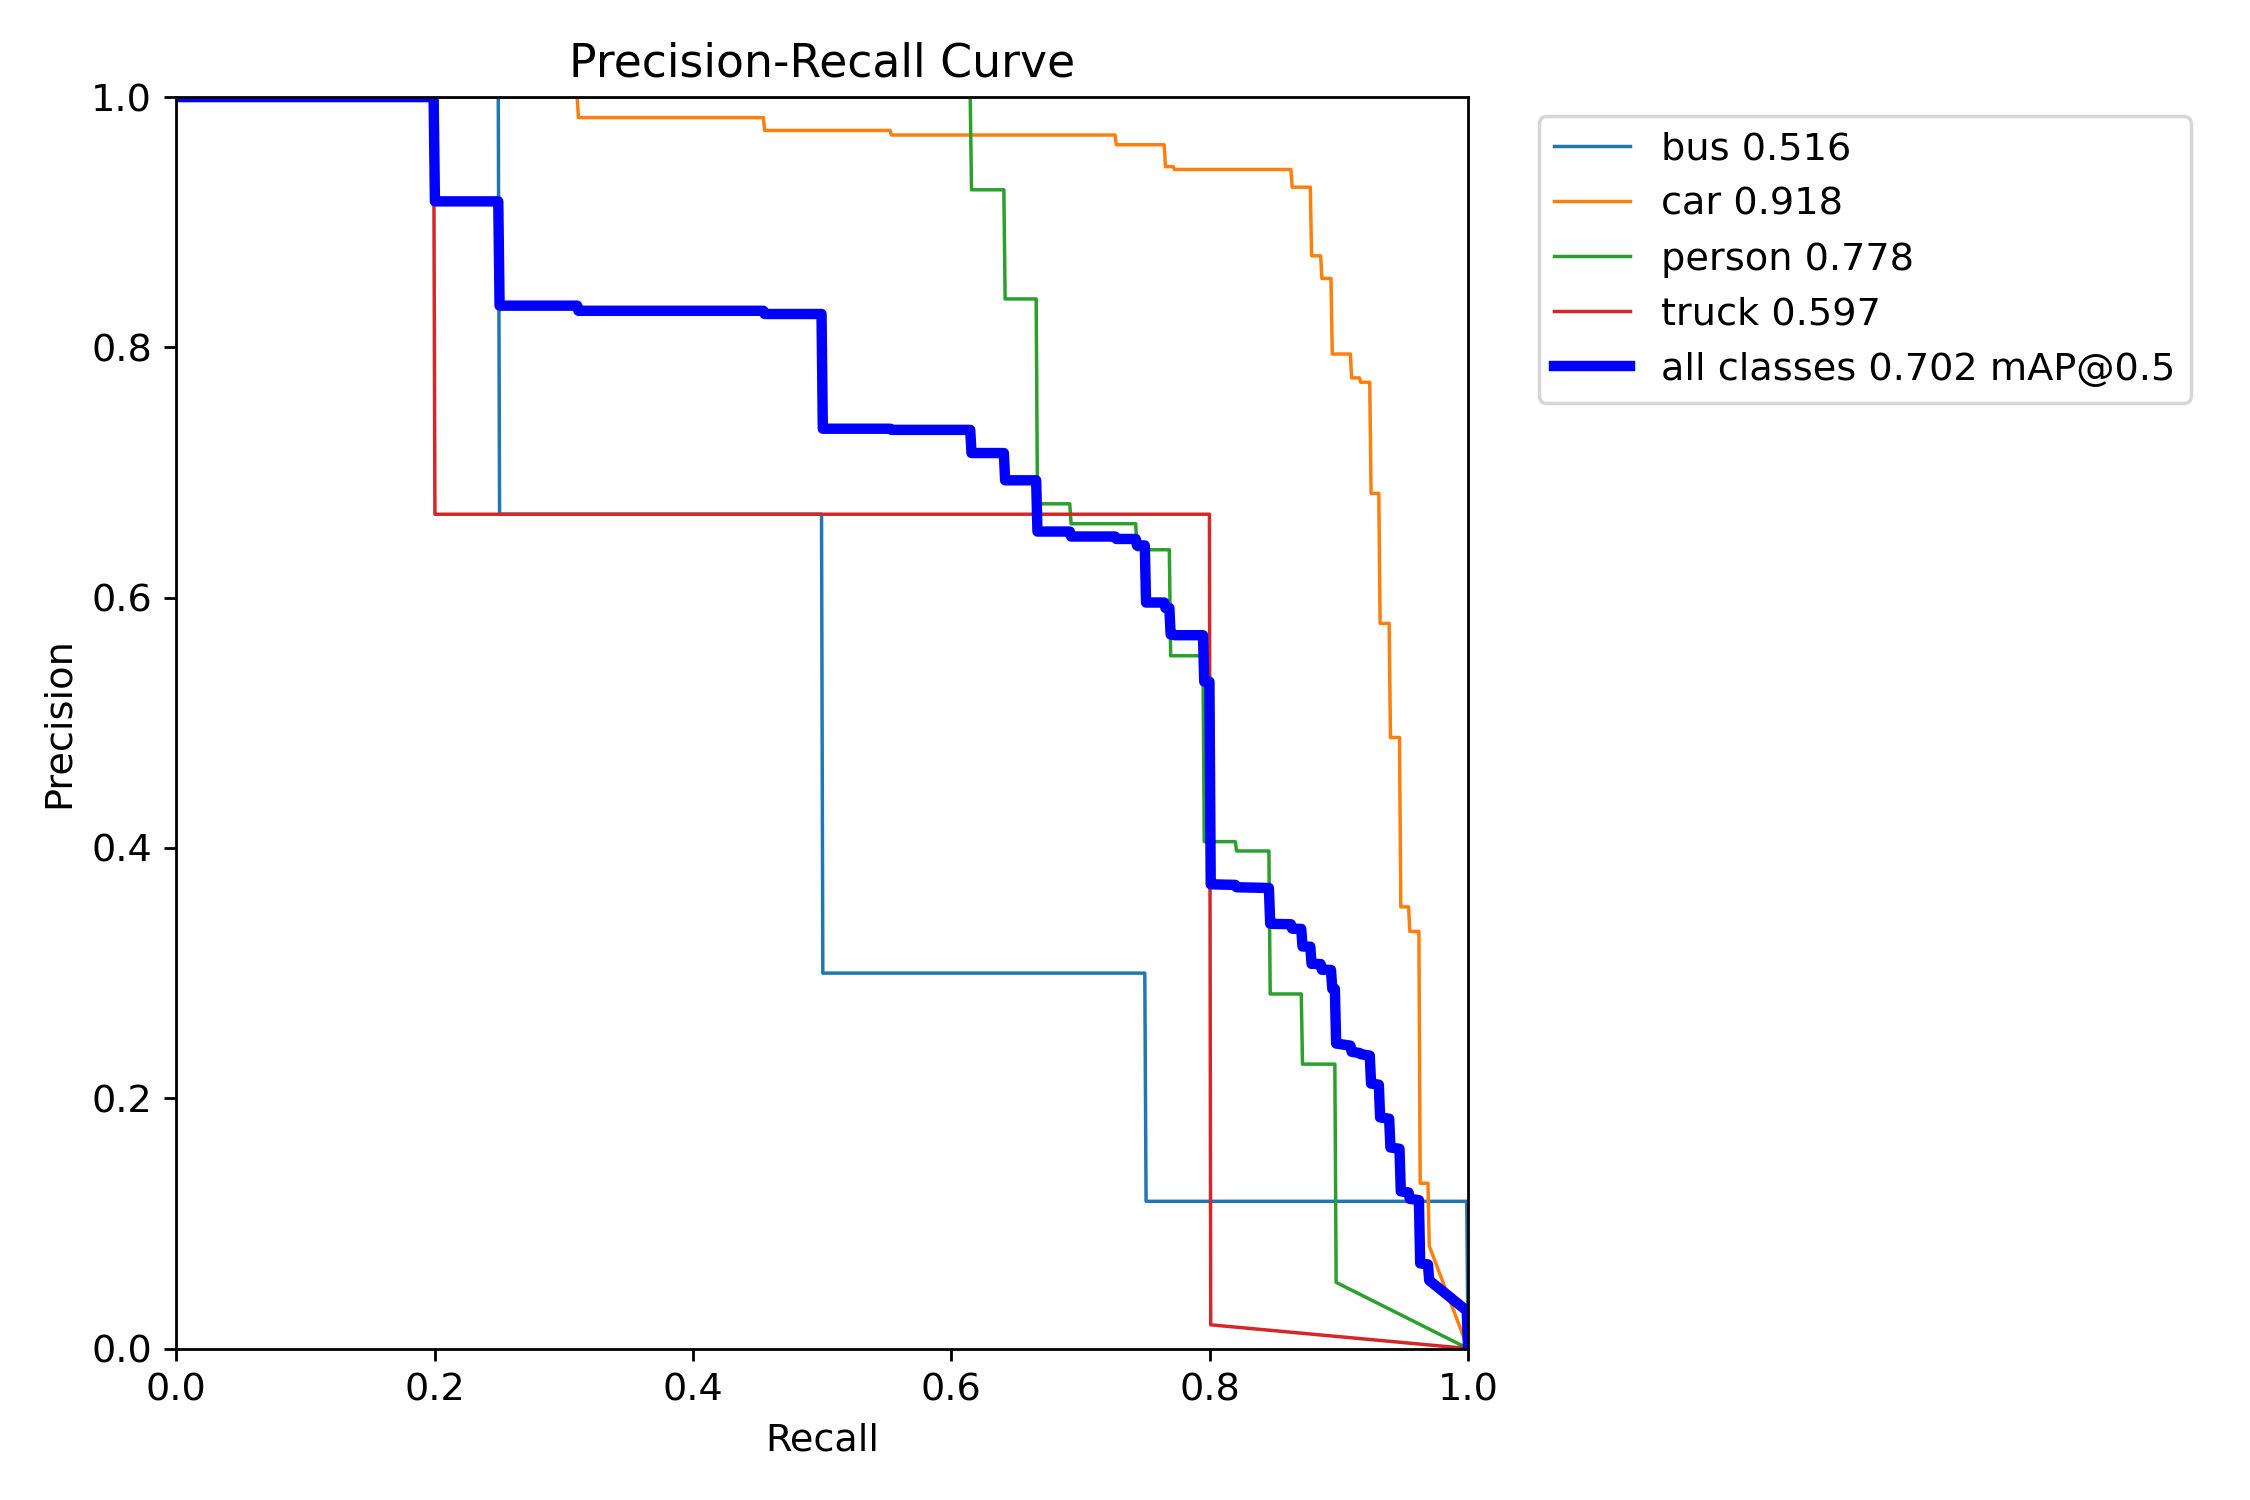 Precision-Recall Curve
1.0
0.8
0.6
0.4
0.2
0.0
Precision
0.0 0.2 0.4 0.6 0.8 1.0
Recall
bus 0.516
car 0.918
person 0.778
truck 0.597
all classes 0.702 mAP@0.5